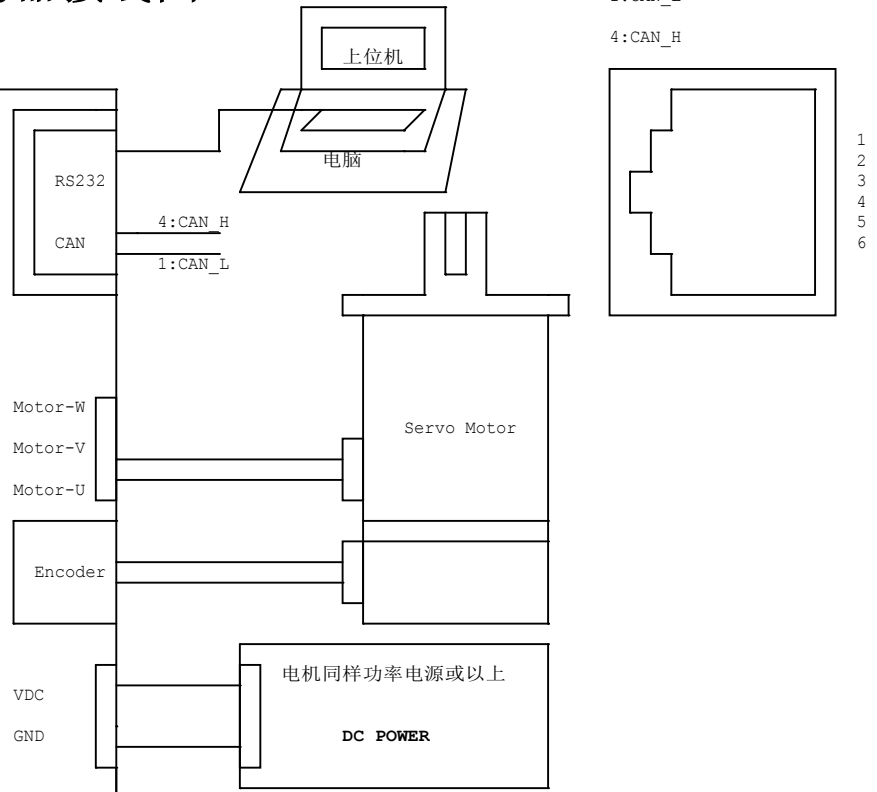 4:CAN_H
上位机
电脑
RS232
CAN
4:CAN_H
1:CAN_L
1
2
3
4
5
6
Motor-W
Motor-V
Motor-U
Servo Motor
Encoder
VDC
GND
电机同样功率电源或以上
DC POWER